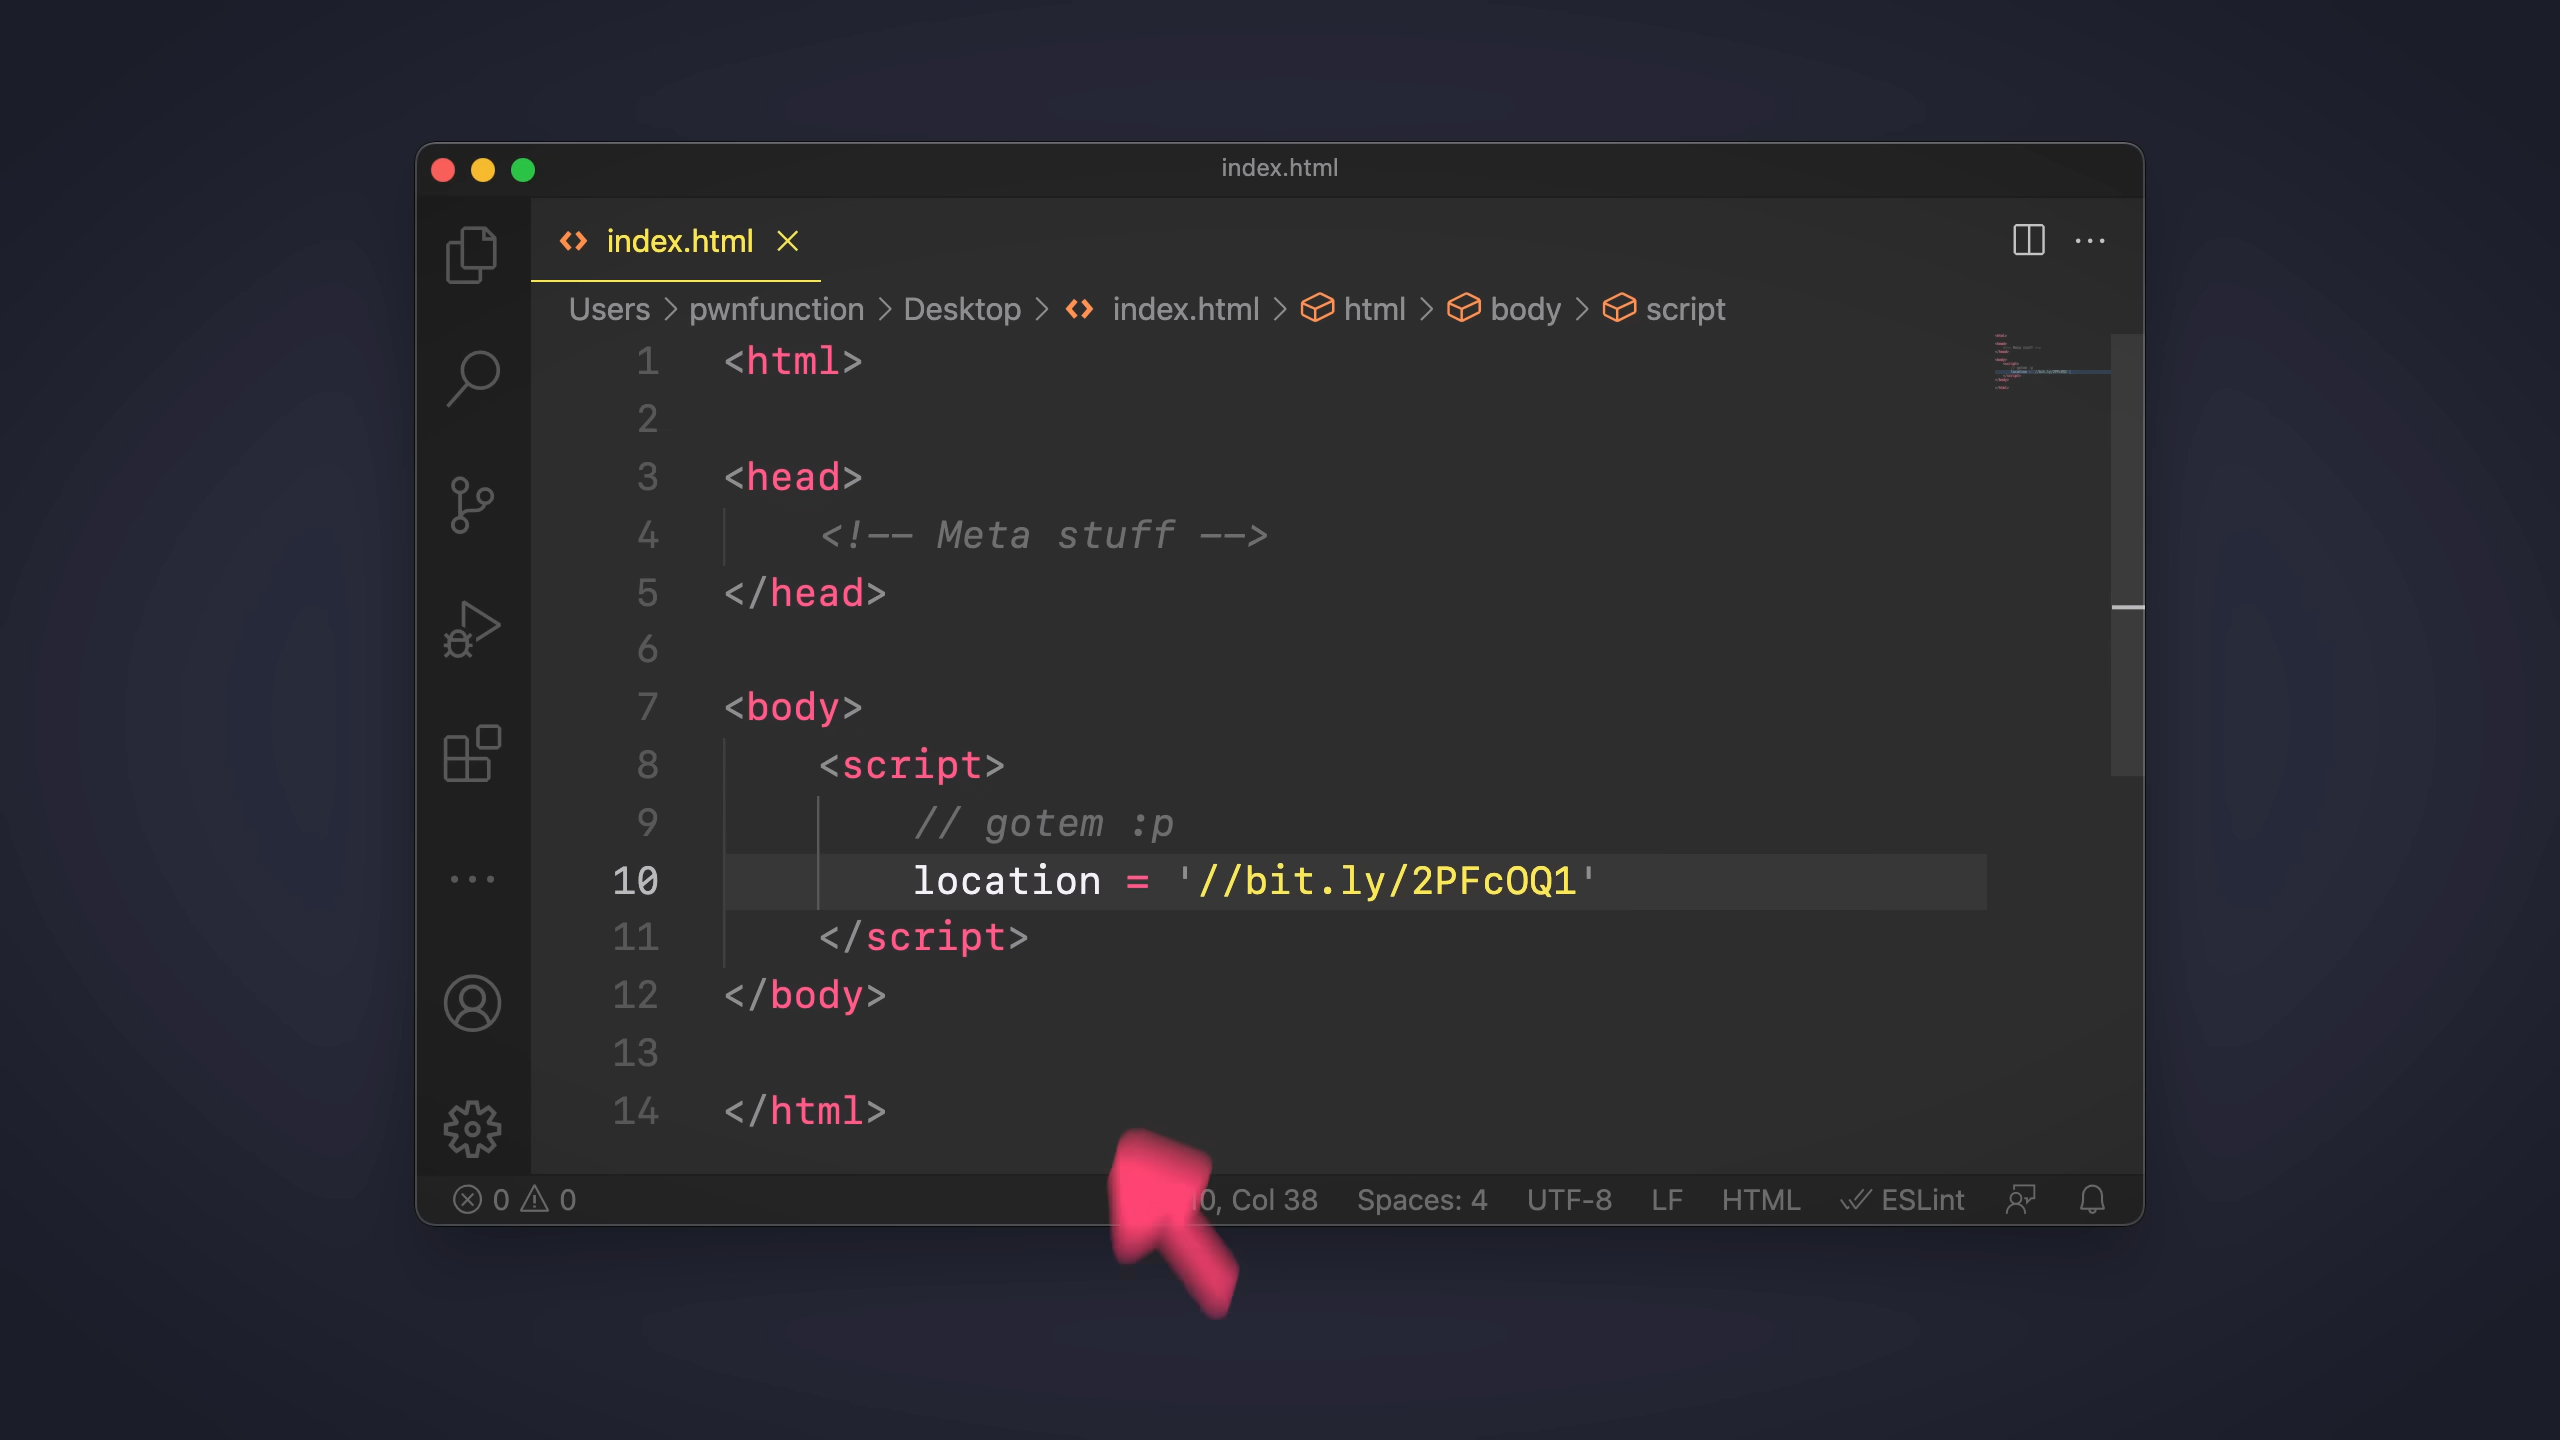 index.html
index.html
Users > pwnfunction > Desktop > index.html > html > body > script
1 <html>
2
3 <head>
4 <!-- Meta stuff -->
5 </head>
6
7 <body>
8 <script>
9 // gotem :p
10 location = '//bit.ly/2PFcOQ1'
11 </script>
12 </body>
13
14 </html>
0 0 10, Col 38 Spaces: 4 UTF-8 LF HTML ESLint